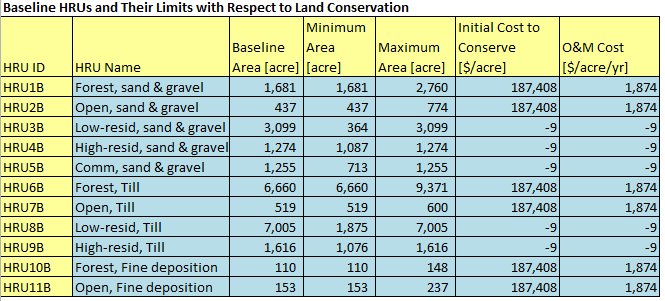 Baseline HRUs and Their Limits with Respect to Land Conservation
HRU ID HRU Name Baseline Area [acre] Minimum Area [acre] Maximum Area [acre] Initial Cost to Conserve [$/acre] O&M Cost [$/acre/yr]
HRU1B Forest, sand & gravel 1,681 1,681 2,760 187,408 1,874
HRU2B Open, sand & gravel 437 437 774 187,408 1,874
HRU3B Low-resid, sand & gravel 3,099 364 3,099 -9 -9
HRU4B High-resid, sand & gravel 1,274 1,087 1,274 -9 -9
HRU5B Comm, sand & gravel 1,255 713 1,255 -9 -9
HRU6B Forest, Till 6,660 6,660 9,371 187,408 1,874
HRU7B Open, Till 519 519 600 187,408 1,874
HRU8B Low-resid, Till 7,005 1,875 7,005 -9 -9
HRU9B High-resid, Till 1,616 1,076 1,616 -9 -9
HRU10B Forest, Fine deposition 110 110 148 187,408 1,874
HRU11B Open, Fine deposition 153 153 237 187,408 1,874